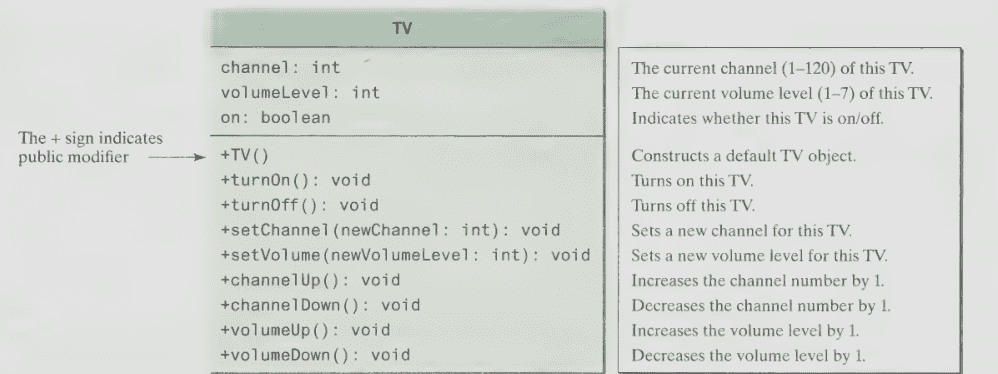 TV
channel: int
volumeLevel: int
on: boolean
The current channel (1–120) of this TV.
The current volume level (1–7) of this TV.
Indicates whether this TV is on/off.
The + sign indicates
public modifier
+TV()
+turnOn(): void
+turnOff(): void
+setChannel(newChannel: int): void
+setVolume(newVolumeLevel: int): void
+channelUp(): void
+channelDown(): void
+volumeUp(): void
+volumeDown(): void
Constructs a default TV object.
Turns on this TV.
Turns off this TV.
Sets a new channel for this TV.
Sets a new volume level for this TV.
Increases the channel number by 1.
Decreases the channel number by 1.
Increases the volume level by 1.
Decreases the volume level by 1.